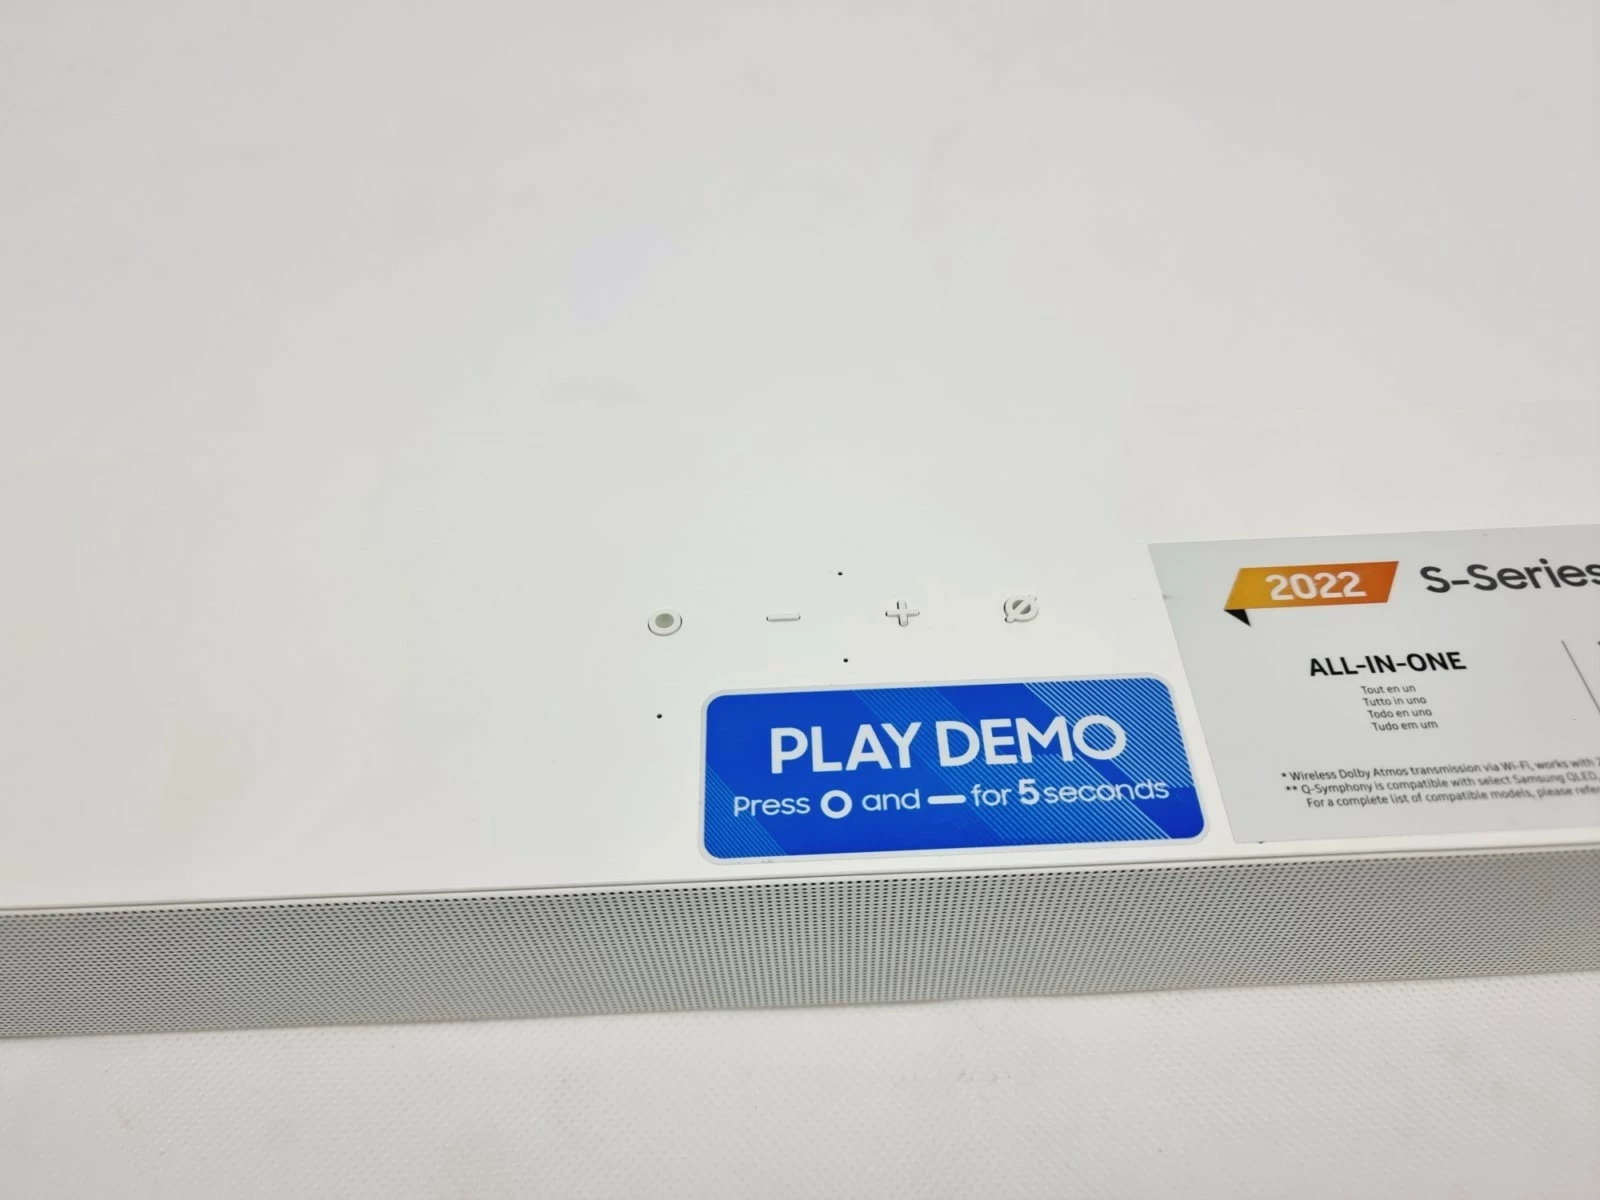 2022 S-Series
ALL-IN-ONE
Tout en un
Tutto in uno
Todo en uno
Tudo em um
* Wireless Dolby Atmos transmission via Wi-Fi, works with
** Q-Symphony is compatible with select Samsung QLED,
For a complete list of compatible models, please
PLAY DEMO
Press O and — for 5 seconds